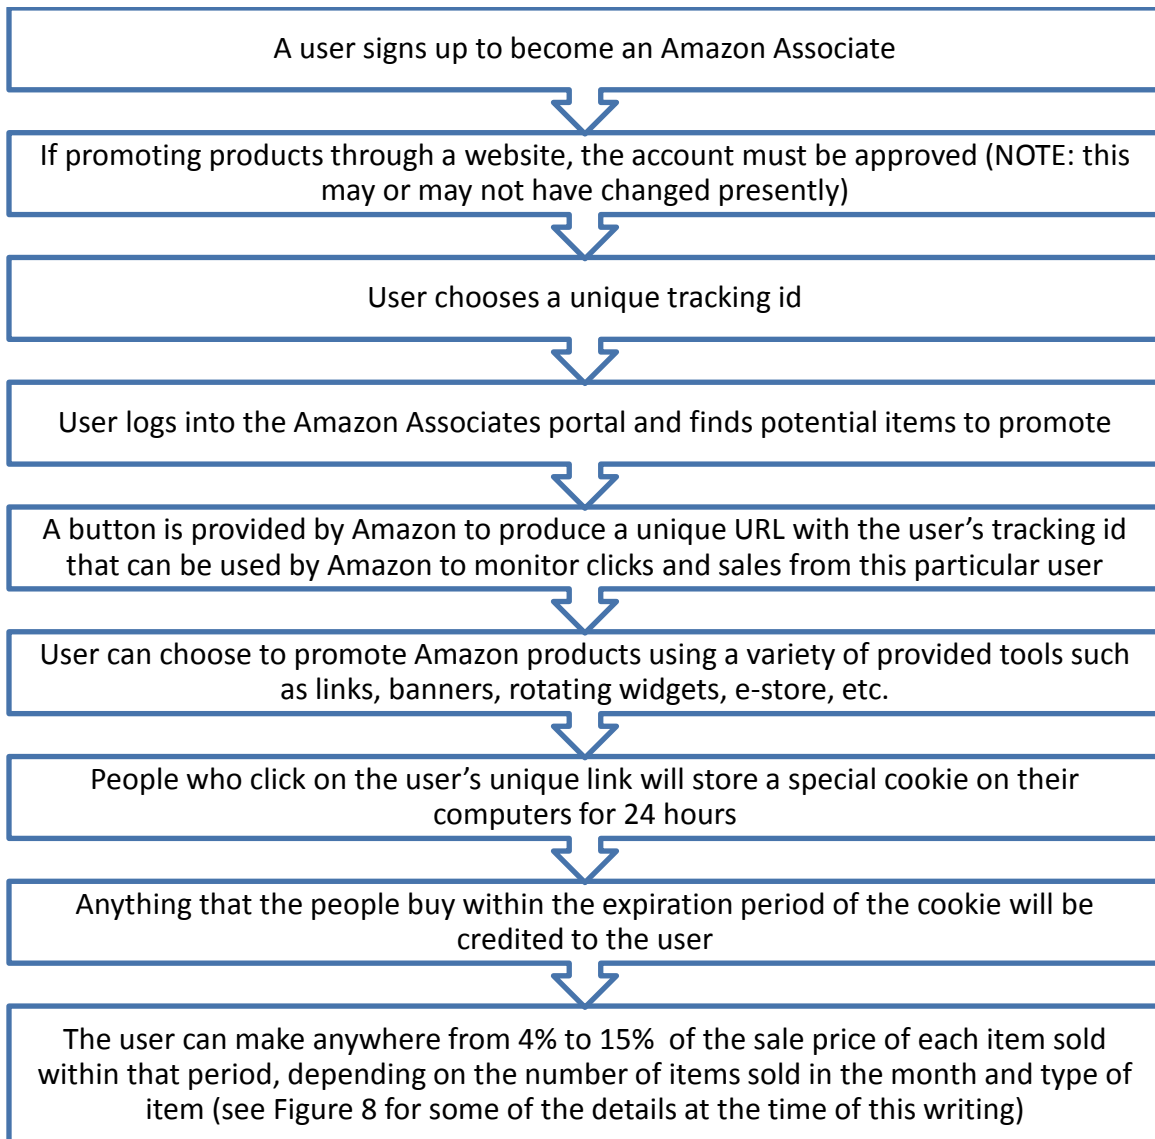 A user signs up to become an Amazon Associate
If promoting products through a website, the account must be approved (NOTE: this
may or may not have changed presently)
User chooses a unique tracking id
User logs into the Amazon Associates portal and finds potential items to promote
A button is provided by Amazon to produce a unique URL with the user’s tracking id
that can be used by Amazon to monitor clicks and sales from this particular user
User can choose to promote Amazon products using a variety of provided tools such
as links, banners, rotating widgets, e-store, etc.
People who click on the user’s unique link will store a special cookie on their
computers for 24 hours
Anything that the people buy within the expiration period of the cookie will be
credited to the user
The user can make anywhere from 4% to 15%  of the sale price of each item sold
within that period, depending on the number of items sold in the month and type of
item (see Figure 8 for some of the details at the time of this writing)